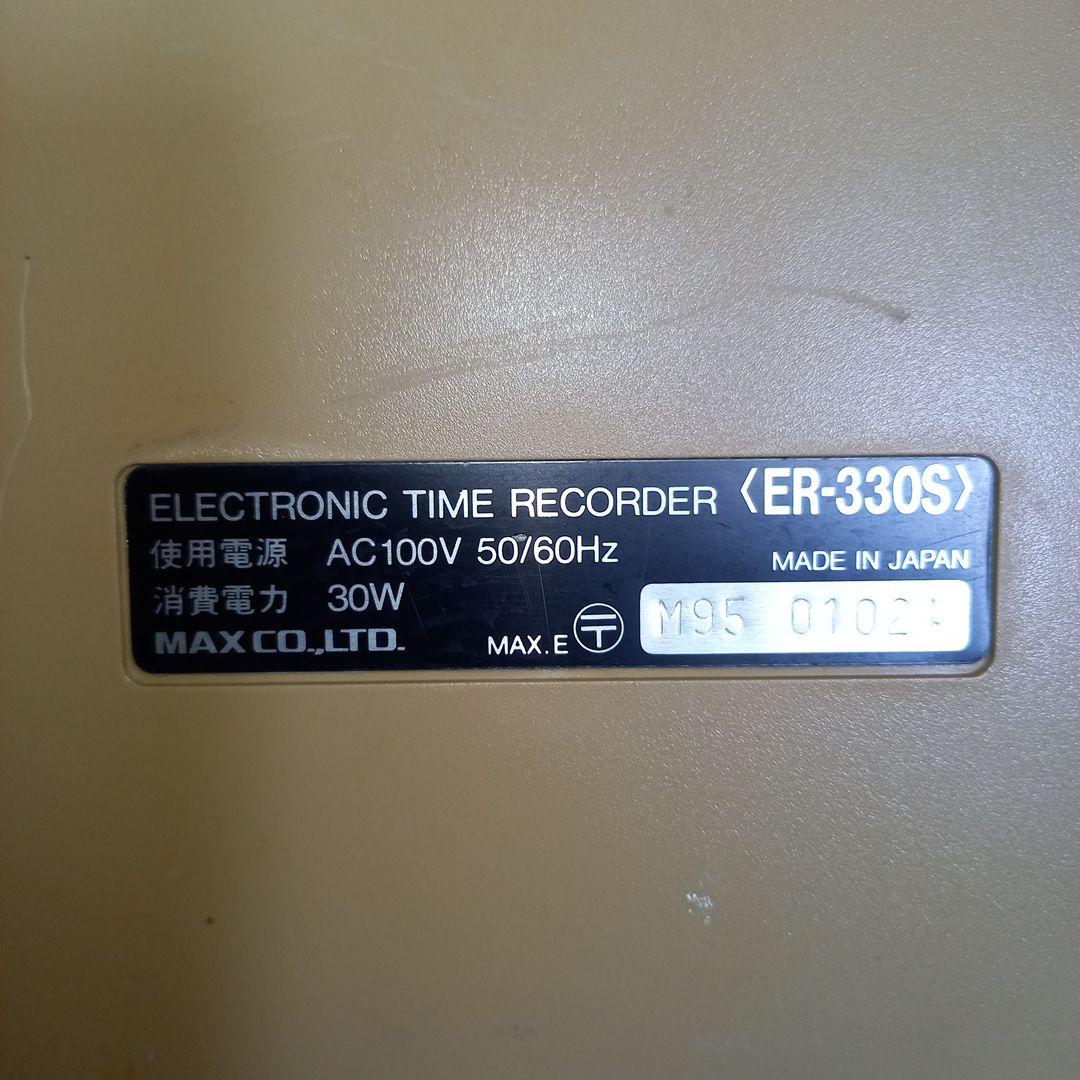 ELECTRONIC TIME RECORDER 〈ER-330S〉
使用電源 AC100V 50/60Hz
MADE IN JAPAN
消費電力 30W
MAX CO.,LTD. MAX.E 〒 M95